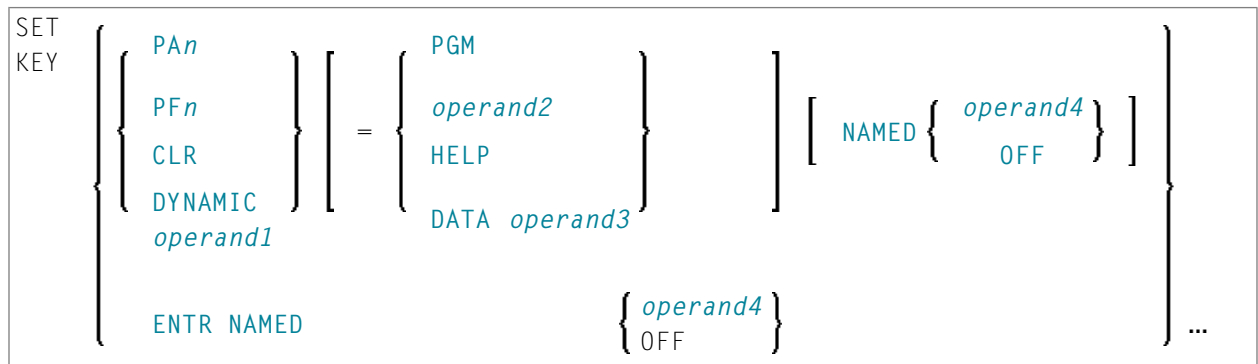 SET
KEY
PAn
PGM
PFn
operand2
=
CLR
HELP
NAMED
operand4
OFF
DYNAMIC
operand1
DATA operand3
ENTR NAMED
operand4
OFF
...